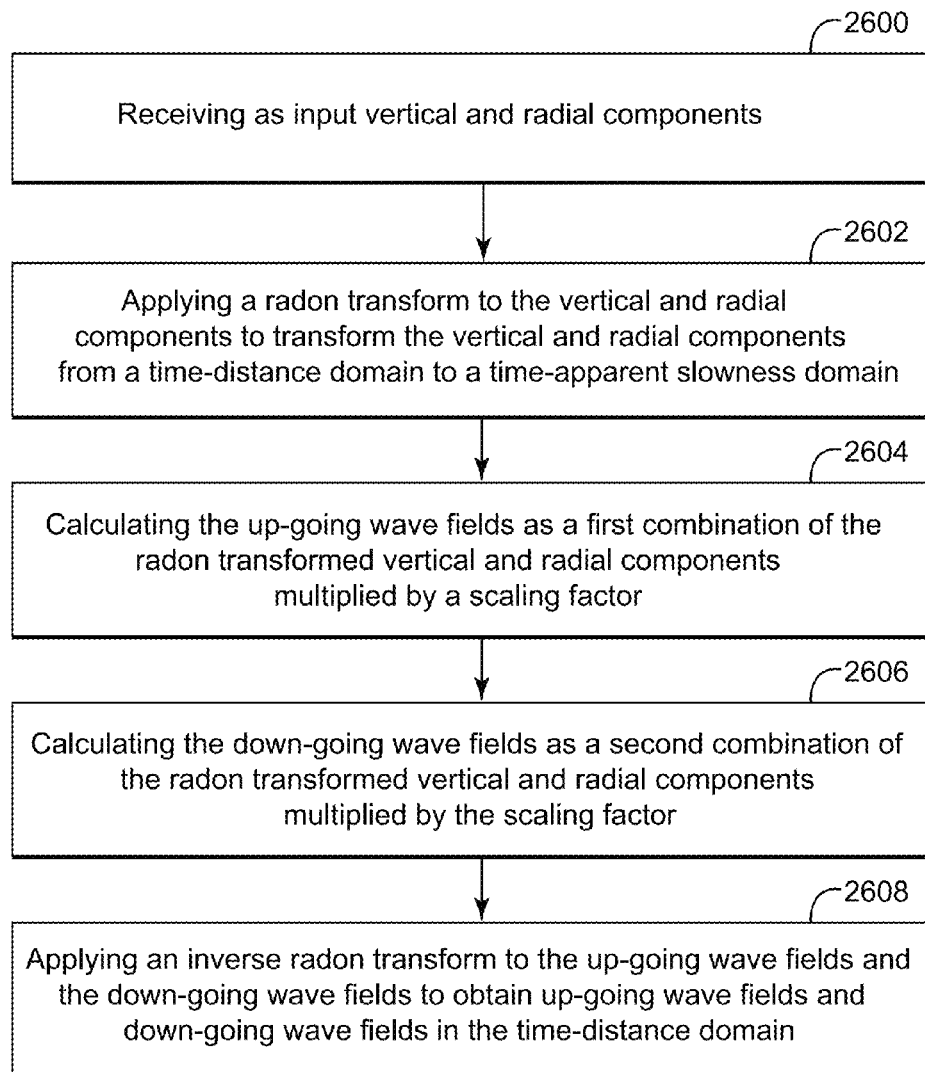 2600
Receiving as input vertical and radial components
2602
Applying a radon transform to the vertical and radial
components to transform the vertical and radial components
from a time-distance domain to a time-apparent slowness domain
2604
Calculating the up-going wave fields as a first combination of the
radon transformed vertical and radial components
multiplied by a scaling factor
2606
Calculating the down-going wave fields as a second combination of
the radon transformed vertical and radial components
multiplied by the scaling factor
2608
Applying an inverse radon transform to the up-going wave fields and
the down-going wave fields to obtain up-going wave fields and
down-going wave fields in the time-distance domain